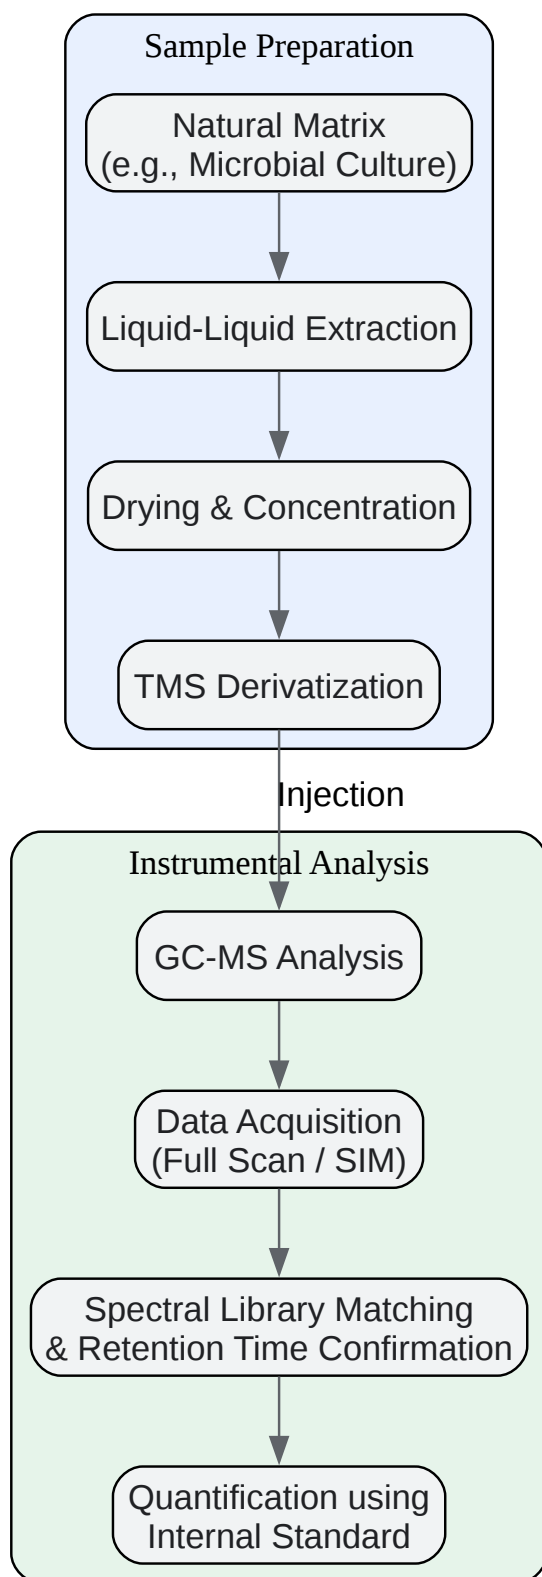 Sample Preparation
Natural Matrix
(e.g., Microbial Culture)
Liquid-Liquid Extraction
Drying & Concentration
TMS Derivatization
Injection
Instrumental Analysis
GC-MS Analysis
Data Acquisition
(Full Scan / SIM)
Spectral Library Matching
& Retention Time Confirmation
Quantification using
Internal Standard